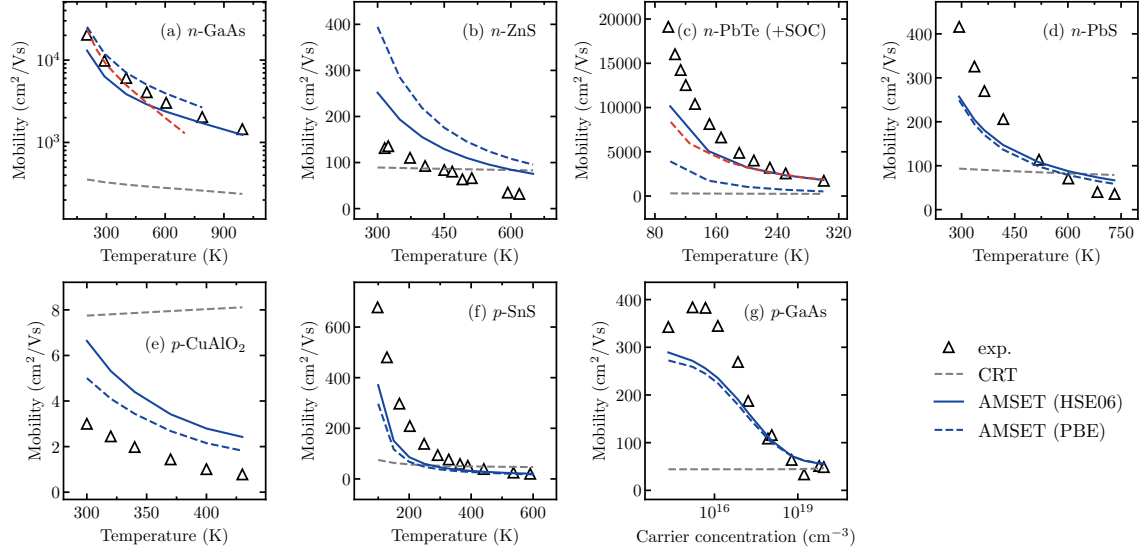 (a) n-GaAs
Mobility (cm²/Vs)
10⁴
10³
300 600 900
Temperature (K)
(b) n-ZnS
Mobility (cm²/Vs)
400
300
200
100
0
300 400 500 600
Temperature (K)
(c) n-PbTe (+SOC)
Mobility (cm²/Vs)
20000
15000
10000
5000
0
80 160 240 320
Temperature (K)
(d) n-PbS
Mobility (cm²/Vs)
400
300
200
100
0
300 450 600 750
Temperature (K)
(e) p-CuAlO₂
Mobility (cm²/Vs)
8
6
4
2
0
300 350 400
Temperature (K)
(f) p-SnS
Mobility (cm²/Vs)
600
400
200
0
200 400 600
Temperature (K)
(g) p-GaAs
Mobility (cm²/Vs)
400
300
200
100
0
10¹⁶ 10¹⁹
Carrier concentration (cm⁻³)
exp.
CRT
AMSET (HSE06)
AMSET (PBE)